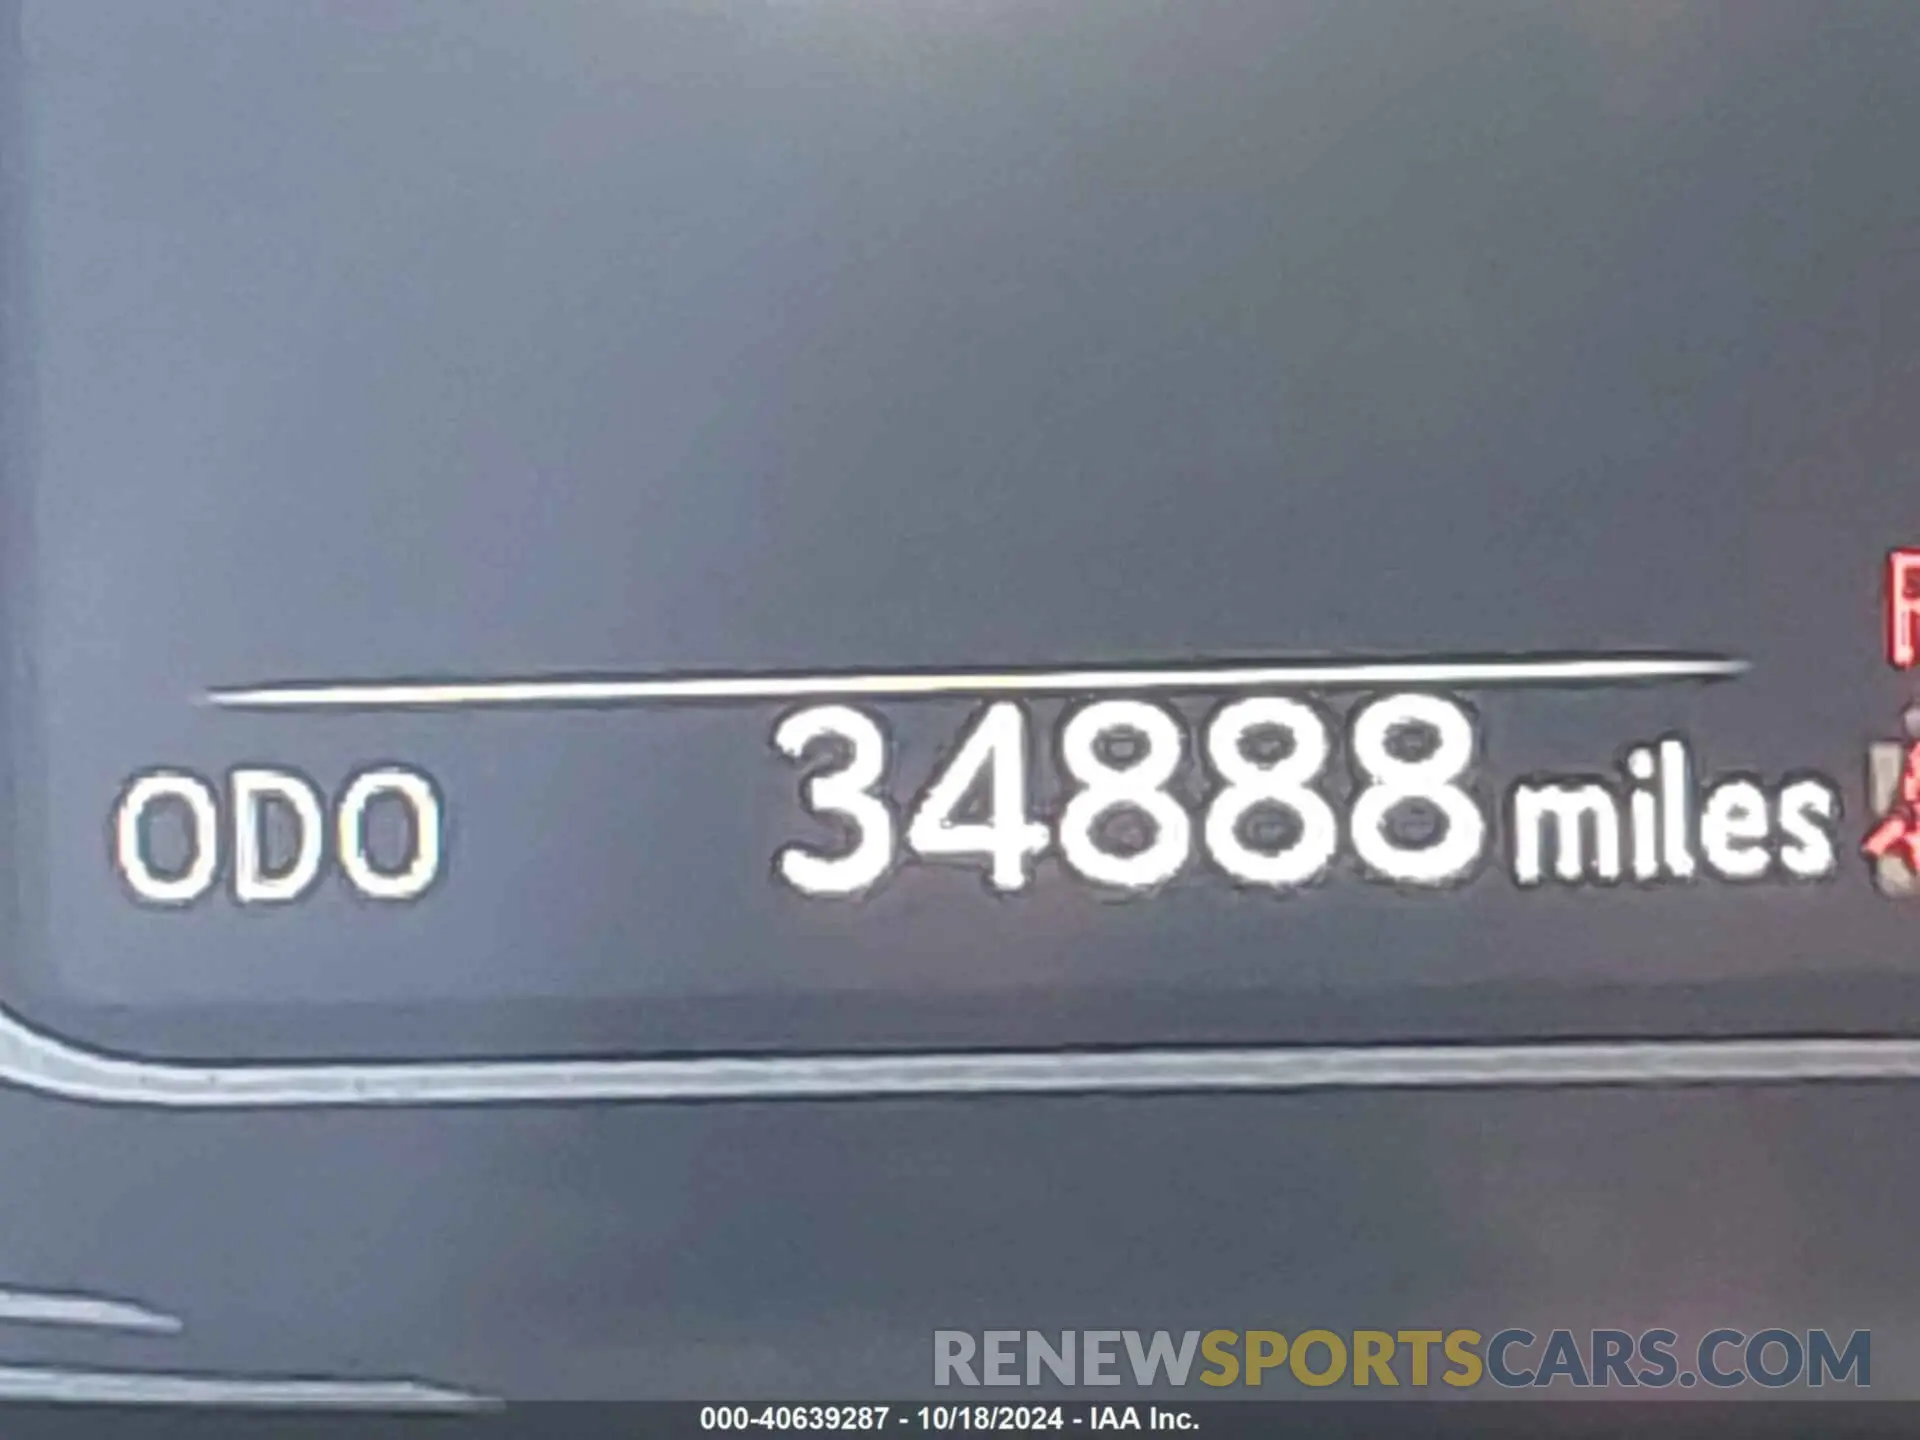 ODO 34888 miles
RENEWSPORTSCARS.COM
000-40639287 - 10/18/2024 - IAA Inc.